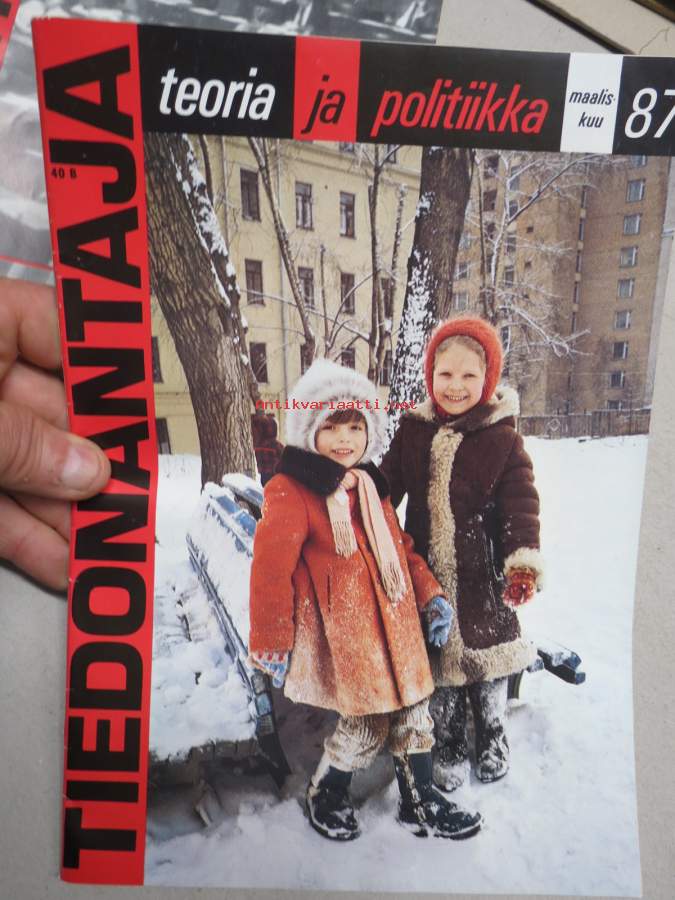 teoria ja politiikka
maalis-
kuu
87
40 B
TIEDONANTAJA
Antikvariaatti.net